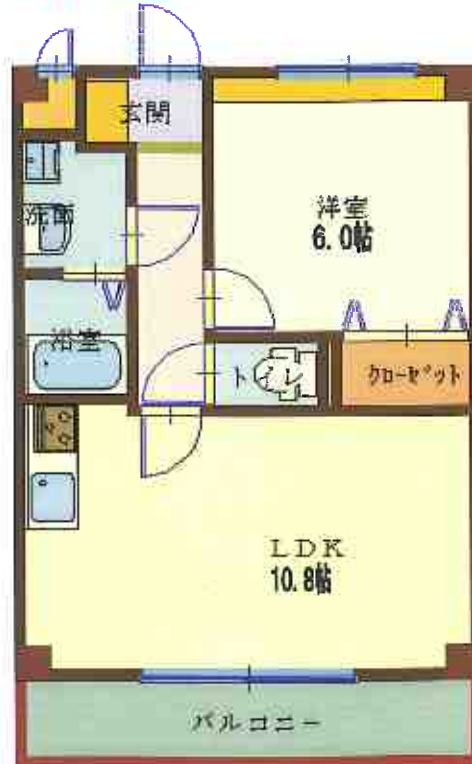 玄関
洋室
6.0帖
洗面
浴室
トイレ
クローゼット
LDK
10.8帖
バルコニー